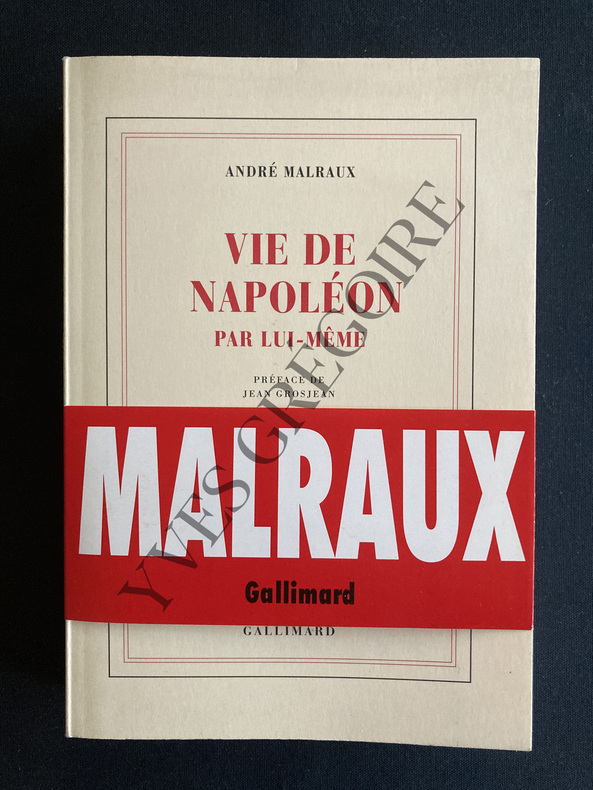 ANDRÉ MALRAUX
VIE DE
NAPOLÉON
PAR LUI-MÊME
PRÉFACE DE
JEAN GROSJEAN
MALRAUX
Gallimard
GALLIMARD
YVES GREGOIRE